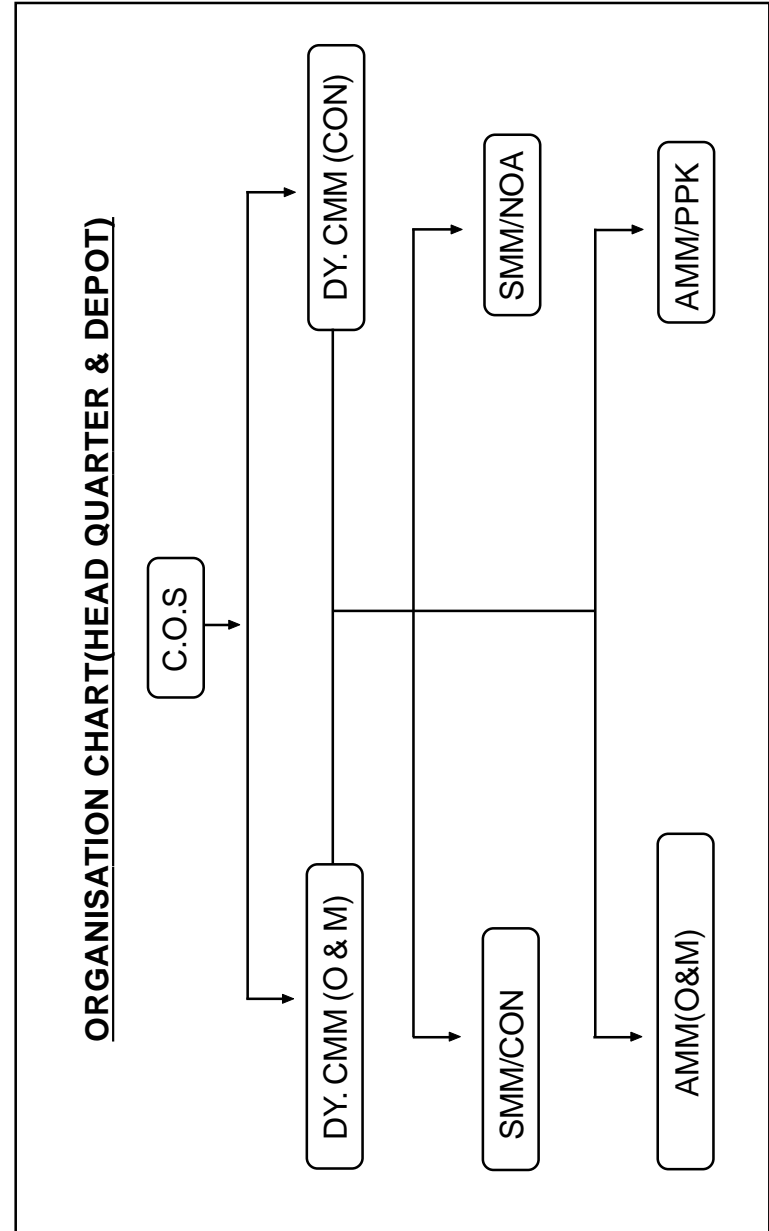 ORGANISATION CHART(HEAD QUARTER & DEPOT)
C.O.S
DY. CMM (O & M)
DY. CMM (CON)
SMM/CON
SMM/NOA
AMM(O&M)
AMM/PPK